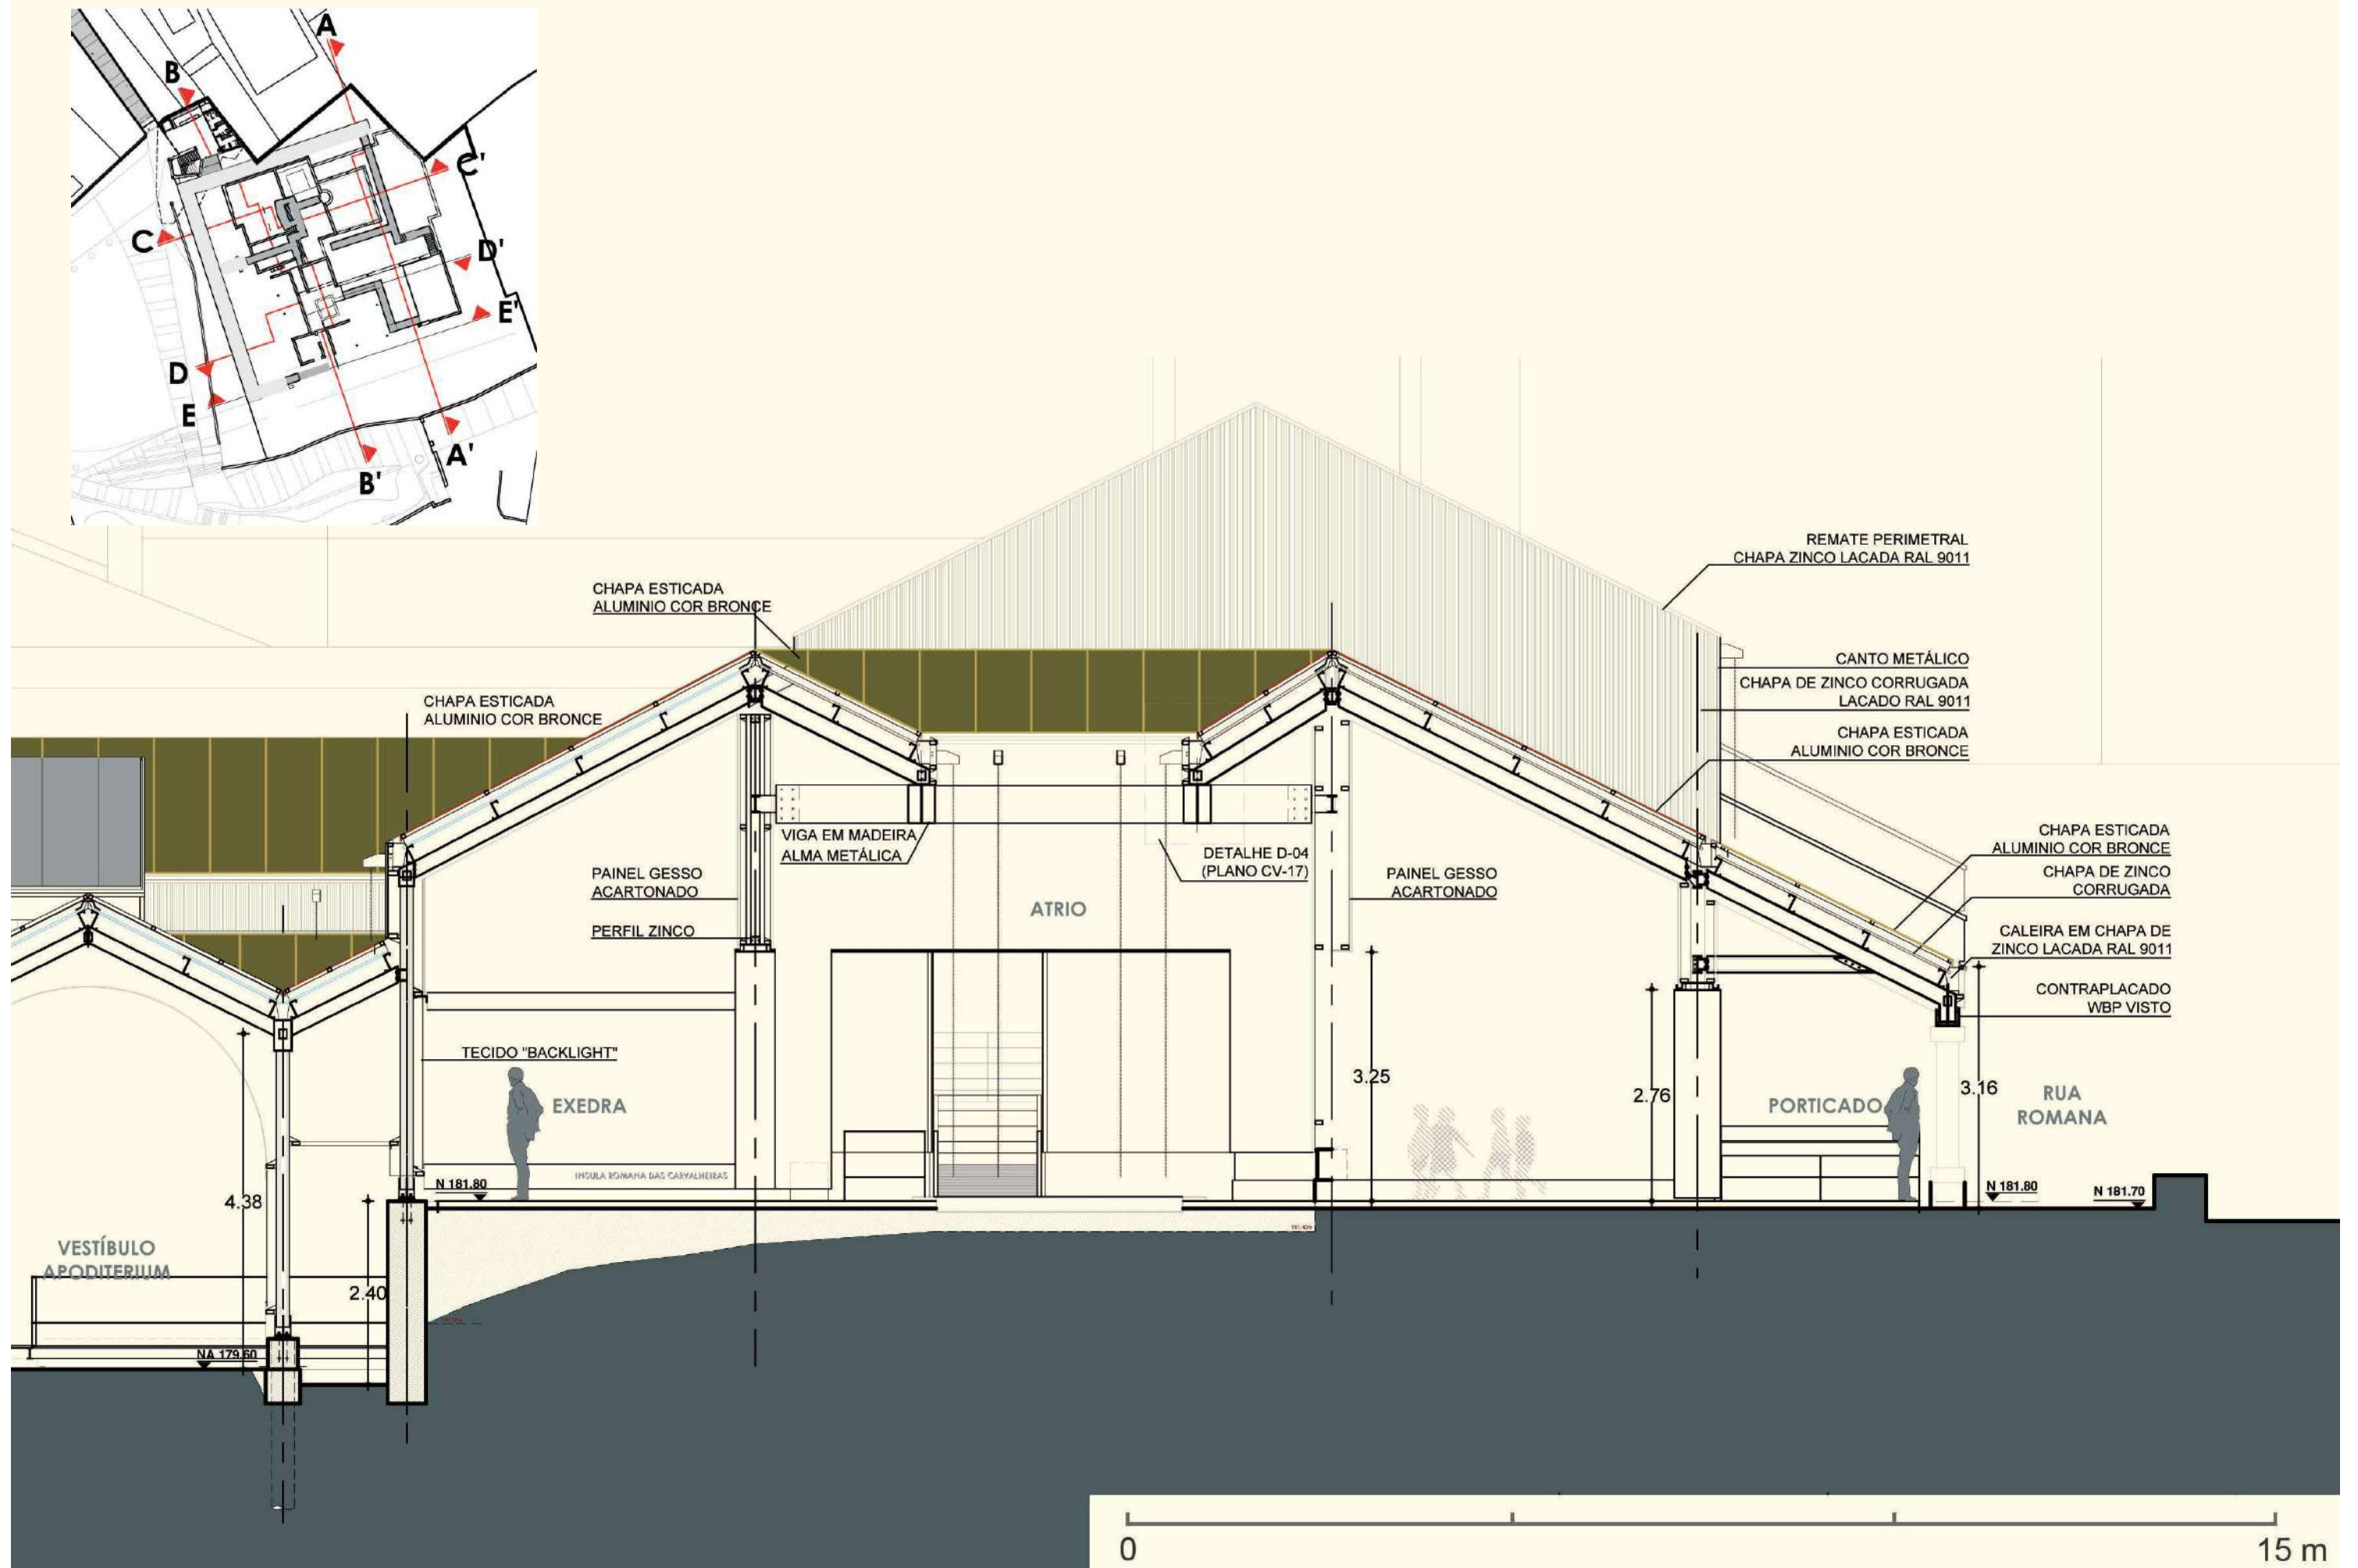 A
B
C'
C
D'
E'
D
E
A'
B'
REMATE PERIMETRAL
CHAPA ZINCO LACADA RAL 9011
CHAPA ESTICADA
ALUMINIO COR BRONCE
CANTO METÁLICO
CHAPA DE ZINCO CORRUGADA
LACADO RAL 9011
CHAPA ESTICADA
ALUMINIO COR BRONCE
CHAPA ESTICADA
ALUMINIO COR BRONCE
VIGA EM MADEIRA
ALMA METÁLICA
DETALHE D-04
(PLANO CV-17)
CHAPA ESTICADA
ALUMINIO COR BRONCE
PAINEL GESSO
ACARTONADO
PAINEL GESSO
ACARTONADO
CHAPA DE ZINCO
CORRUGADA
ATRIO
PERFIL ZINCO
CALEIRA EM CHAPA DE
ZINCO LACADA RAL 9011
CONTRAPLACADO
WBP VISTO
TECIDO "BACKLIGHT"
EXEDRA
3.25
2.76
PORTICADO
3.16
RUA
ROMANA
INSULA ROMANA DAS CARVALHEIRAS
N 181.80
N 181.80
N 181.70
4.38
VESTÍBULO
APODITERIUM
2.40
NA 179.60
0
15 m